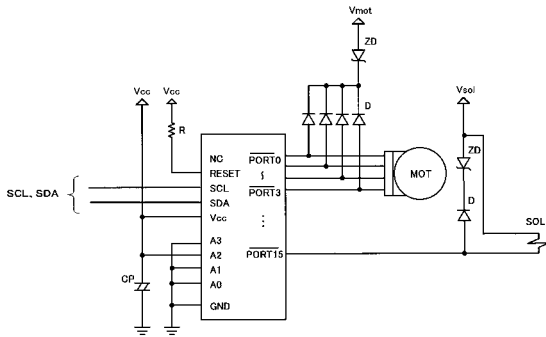 Vmot
ZD
Vcc
Vcc
Vsol
R
D
ZD
NC
PORT0
RESET
∫
MOT
SCL、SDA
SCL
PORT3
SDA
D
Vcc
⋮
SOL
A3
A2
PORT15
CP
A1
A0
GND